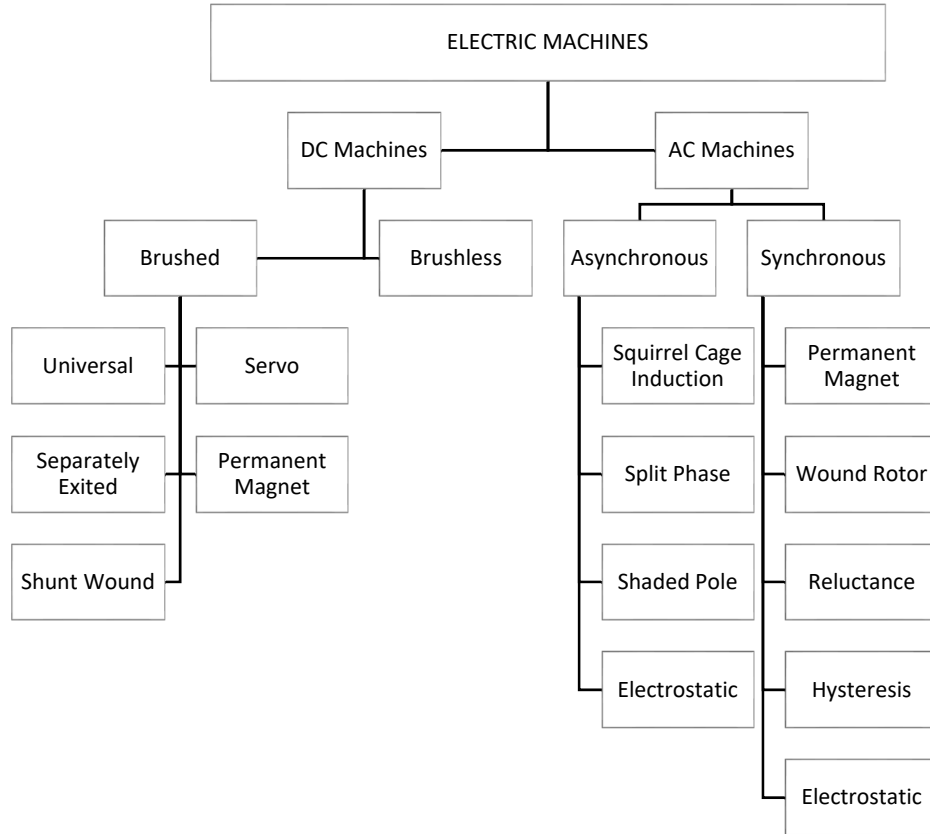 ELECTRIC MACHINES
DC Machines
AC Machines
Brushed
Brushless
Asynchronous
Synchronous
Universal
Servo
Squirrel Cage
Induction
Permanent
Magnet
Separately
Exited
Permanent
Magnet
Split Phase
Wound Rotor
Shunt Wound
Shaded Pole
Reluctance
Electrostatic
Hysteresis
Electrostatic